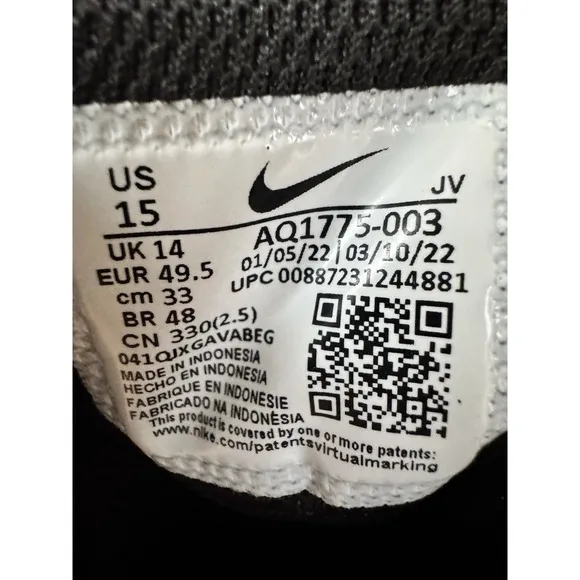 US
15
JV
AQ1775-003
UK 14
01/05/22 | 03/10/22
EUR 49.5
UPC 00887231244881
cm 33
BR 48
CN 330(2.5)
041QJXGAVABEG
MADE IN INDONESIA
HECHO EN INDONESIA
FABRIQUE EN INDONESIE
FABRICADO NA INDONÉSIA
This product is covered by one or more patents:
www.nike.com/patentsvirtualmarking